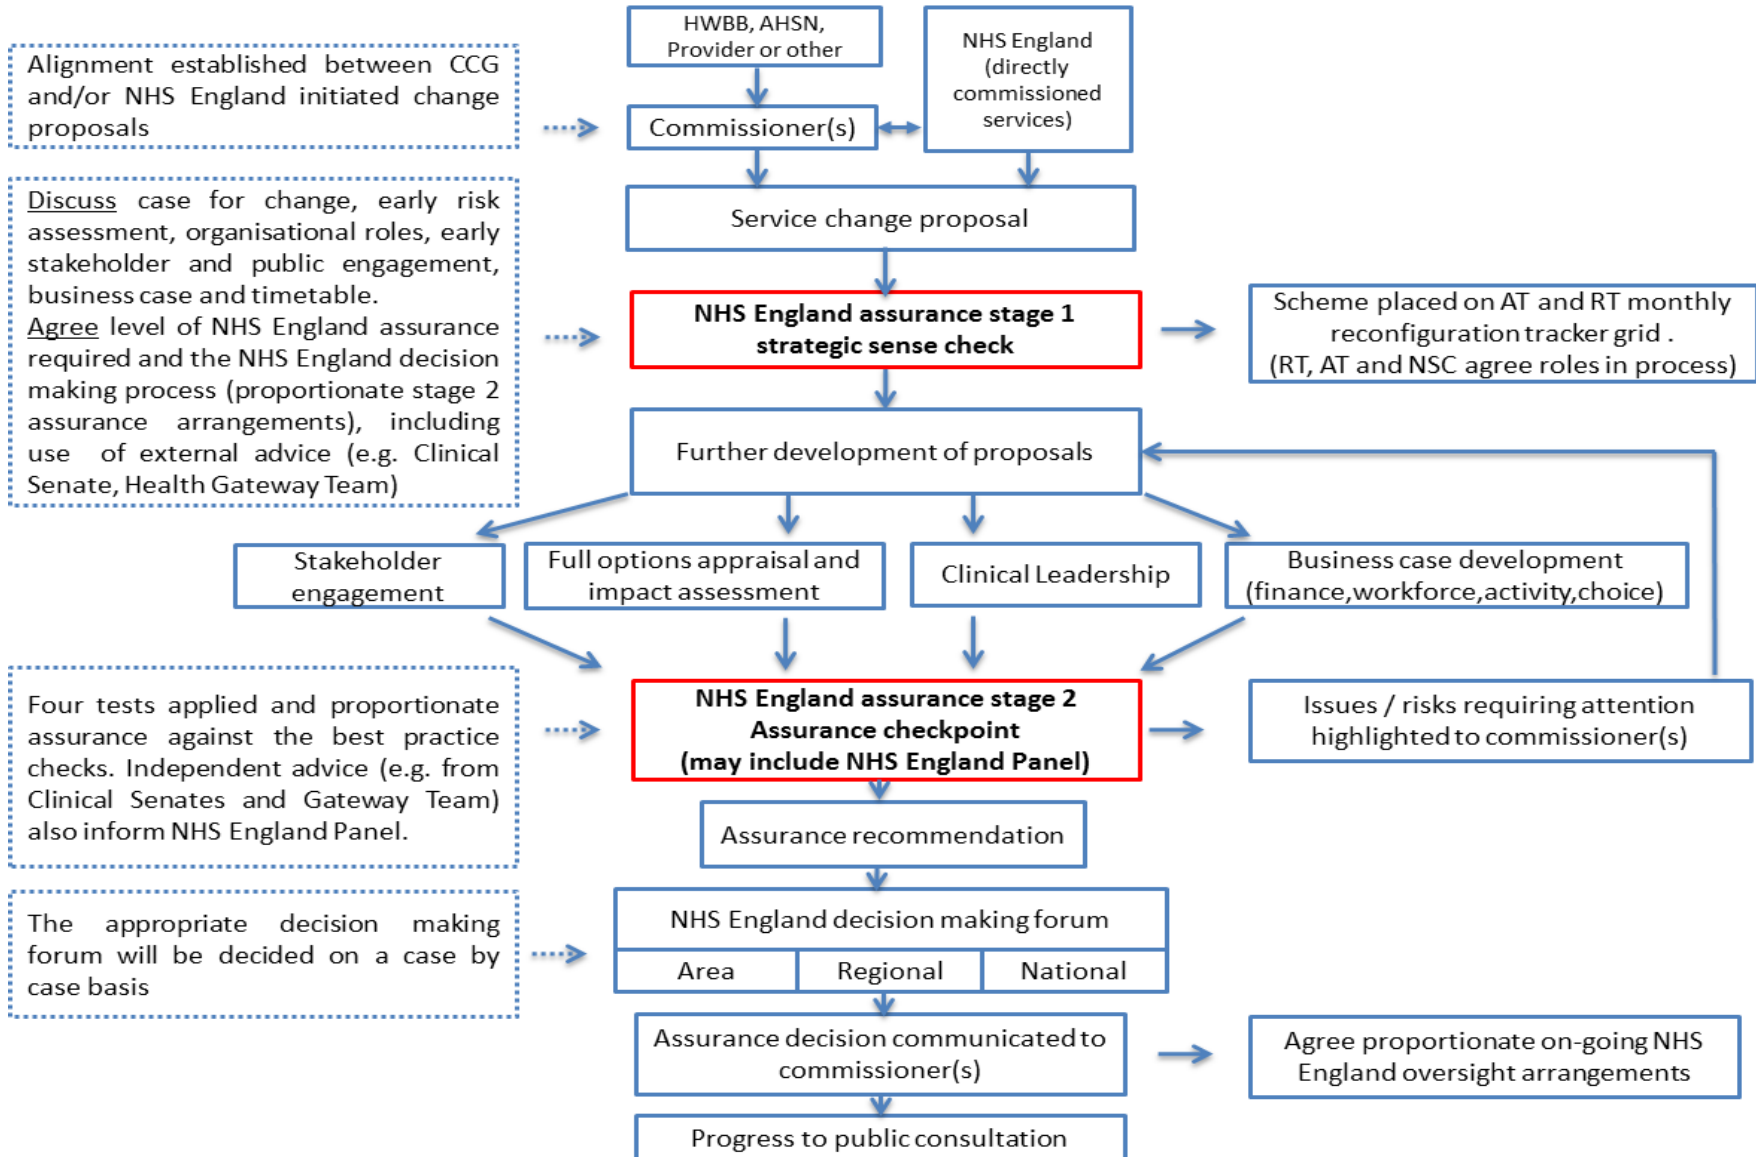 HWBB, AHSN,
Provider or other
NHS England
(directly
commissioned
services)
Alignment established between CCG
and/or NHS England initiated change
proposals
Commissioner(s)
Discuss case for change, early risk
assessment, organisational roles, early
stakeholder and public engagement,
business case and timetable.
Agree level of NHS England assurance
required and the NHS England decision
making process (proportionate stage 2
assurance arrangements), including
use of external advice (e.g. Clinical
Senate, Health Gateway Team)
Service change proposal
NHS England assurance stage 1
strategic sense check
Scheme placed on AT and RT monthly
reconfiguration tracker grid .
(RT, AT and NSC agree roles in process)
Further development of proposals
Stakeholder
engagement
Full options appraisal and
impact assessment
Clinical Leadership
Business case development
(finance,workforce,activity,choice)
Four tests applied and proportionate
assurance against the best practice
checks. Independent advice (e.g. from
Clinical Senates and Gateway Team)
also inform NHS England Panel.
NHS England assurance stage 2
Assurance checkpoint
(may include NHS England Panel)
Issues / risks requiring attention
highlighted to commissioner(s)
Assurance recommendation
The appropriate decision making
forum will be decided on a case by
case basis
NHS England decision making forum
Area
Regional
National
Assurance decision communicated to
commissioner(s)
Agree proportionate on-going NHS
England oversight arrangements
Progress to public consultation